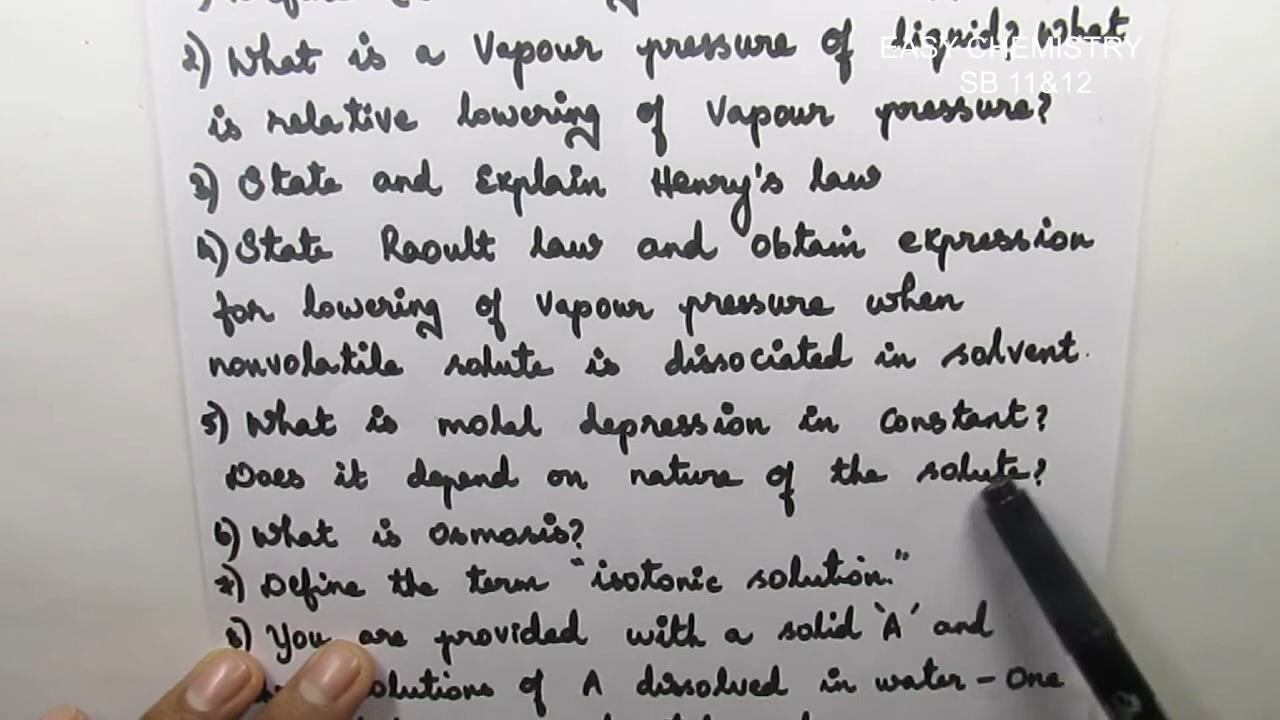 2) What is a Vapour pressure of liquid? What
is relative lowering of Vapour pressure?
3) State and Explain Henry's law
4) State Raoult law and obtain expression
for lowering of vapour pressure when
nonvolatile solute is dissociated in solvent.
5) What is molal depression in constant?
Does it depend on nature of the solute?
6) What is Osmosis?
7) Define the term "isotonic solution."
8) You are provided with a solid 'A' and
solutions of A dissolved in water - One
EASY CHEMISTRY
SB 11&12